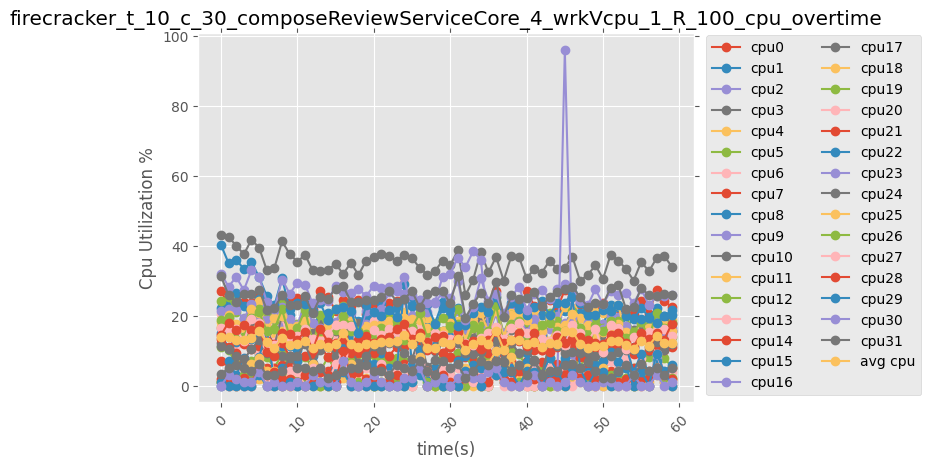 firecracker_t_10_c_30_composeReviewServiceCore_4_wrkVcpu_1_R_100_cpu_overtime
100
80
60
40
20
0
Cpu Utilization %
0
10
20
30
40
50
60
time(s)
cpu0
cpu1
cpu2
cpu3
cpu4
cpu5
cpu6
cpu7
cpu8
cpu9
cpu10
cpu11
cpu12
cpu13
cpu14
cpu15
cpu16
cpu17
cpu18
cpu19
cpu20
cpu21
cpu22
cpu23
cpu24
cpu25
cpu26
cpu27
cpu28
cpu29
cpu30
cpu31
avg cpu